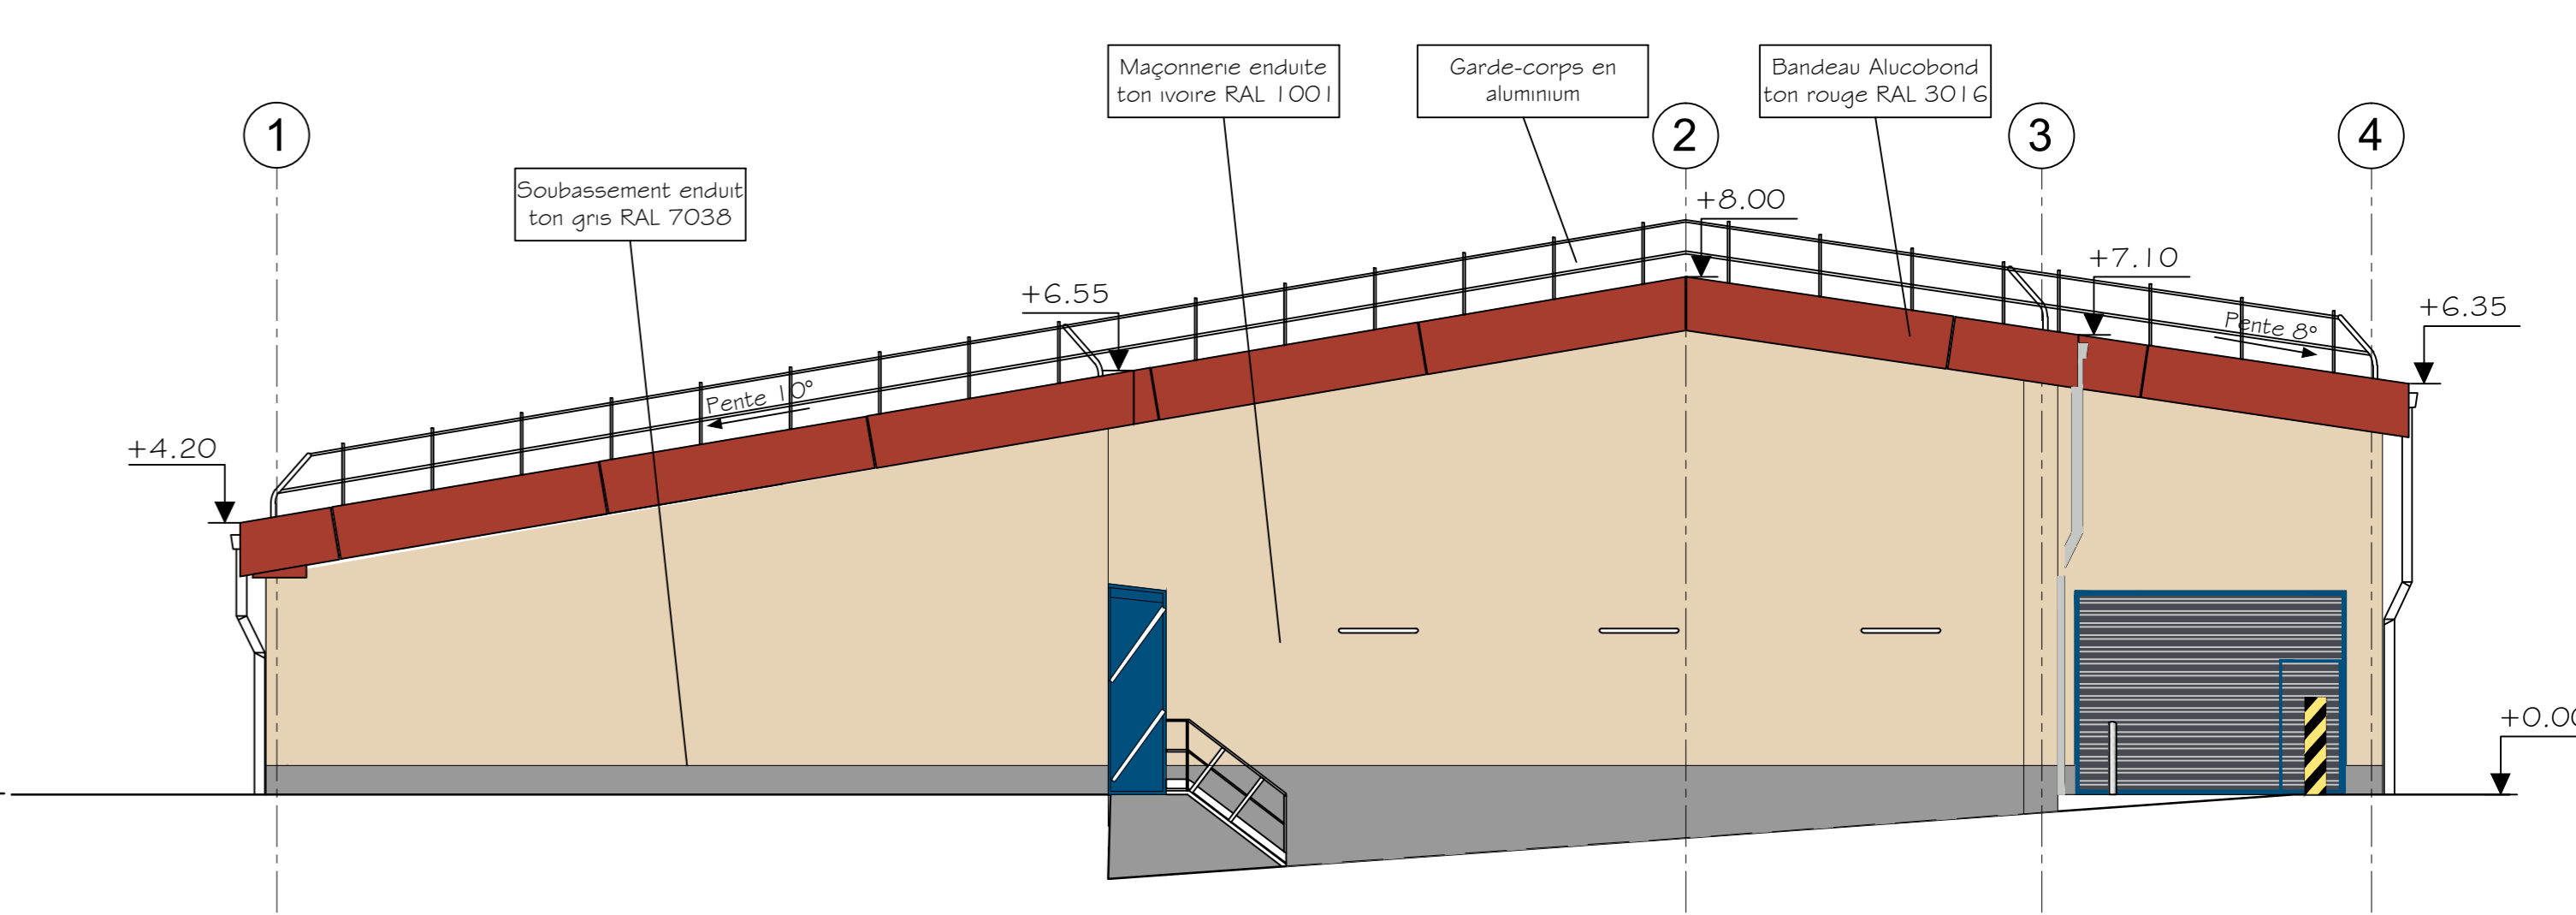 Maçonnerie enduite
ton ivoire RAL 1001
Garde-corps en
aluminium
Bandeau Alucobond
ton rouge RAL 3016
1
2
3
4
Soubassement enduit
ton gris RAL 7038
+8.00
+7.10
+6.55
+6.35
Pente 8°
Pente 10°
+4.20
+0.00